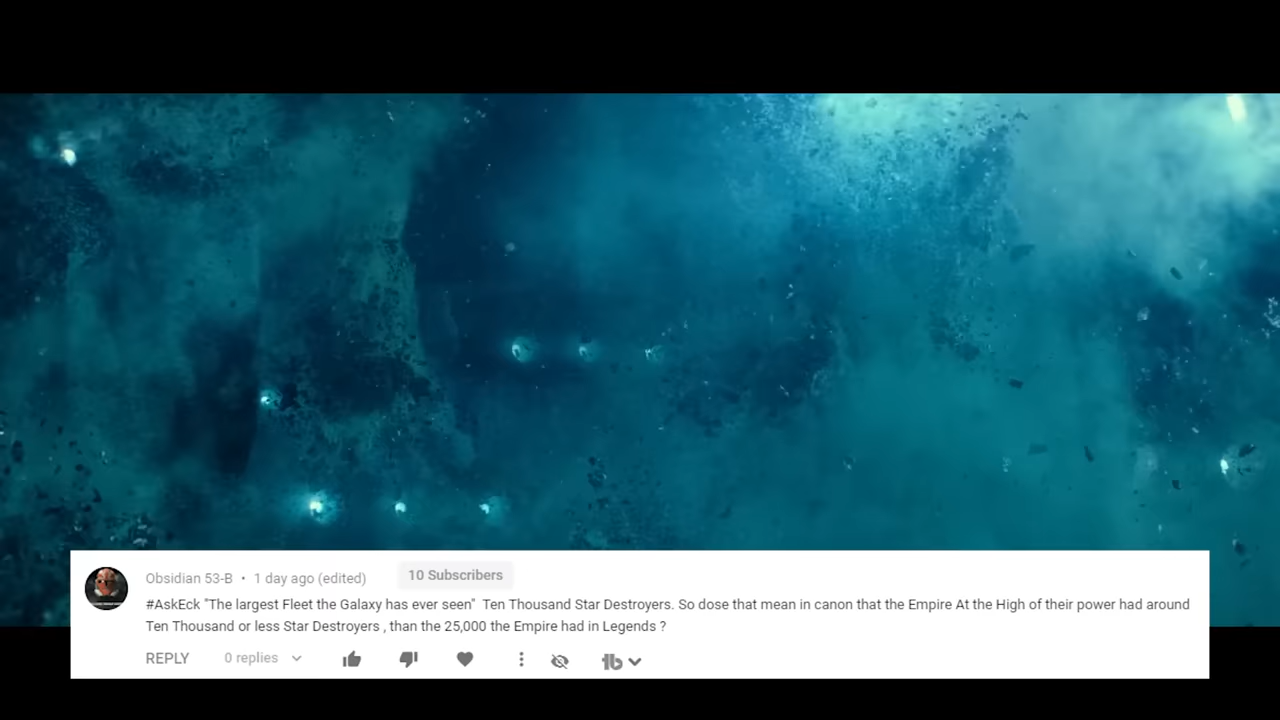 Obsidian 53-B • 1 day ago (edited) 10 Subscribers
#AskEck "The largest Fleet the Galaxy has ever seen"  Ten Thousand Star Destroyers. So dose that mean in canon that the Empire At the High of their power had around
Ten Thousand or less Star Destroyers , than the 25,000 the Empire had in Legends ?
REPLY 0 replies